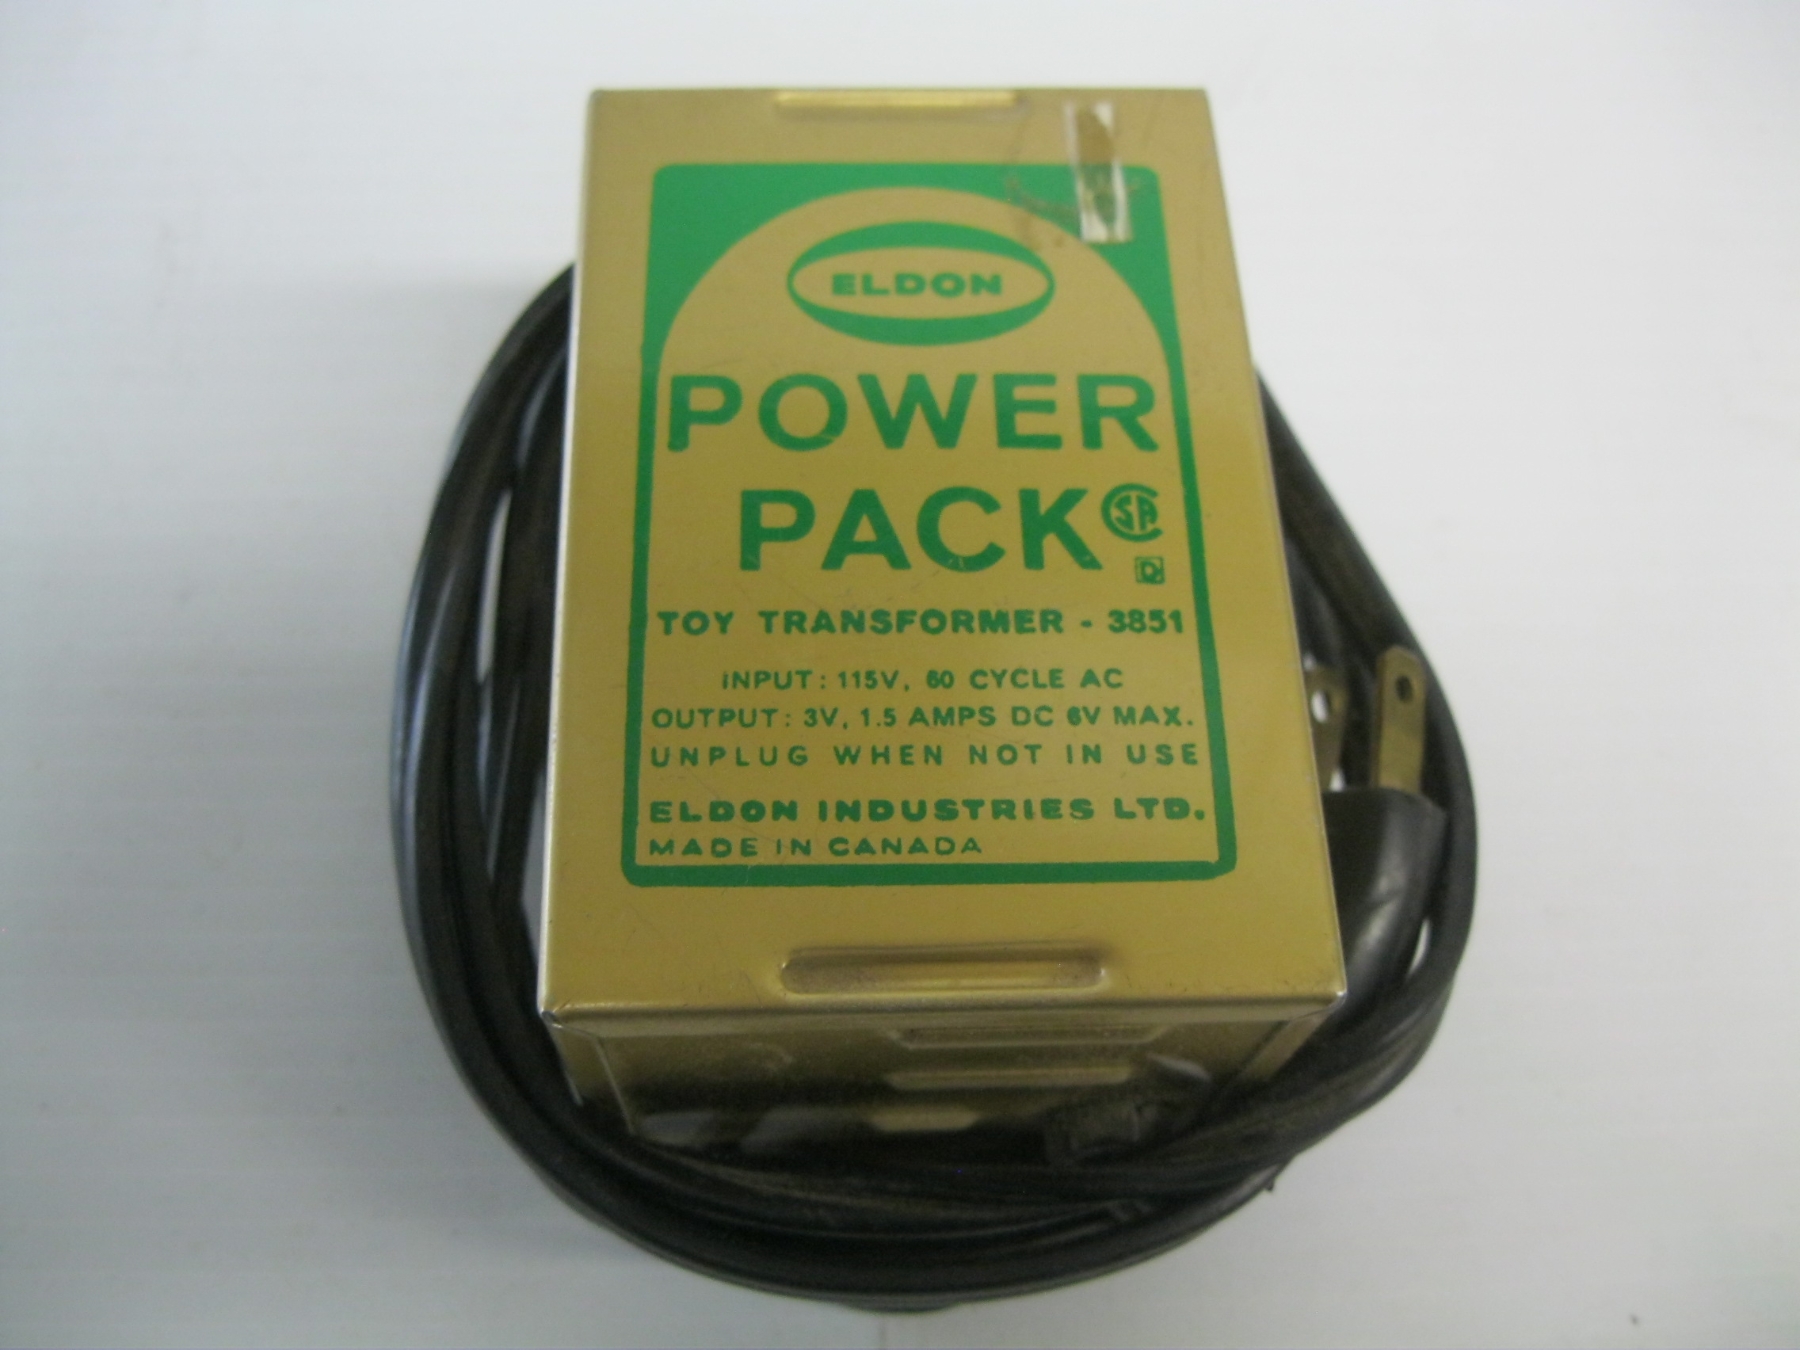 ELDON
POWER
PACK SA
D
TOY TRANSFORMER - 3851
INPUT: 115V, 60 CYCLE AC
OUTPUT: 3V, 1.5 AMPS DC 6V MAX.
UNPLUG WHEN NOT IN USE
ELDON INDUSTRIES LTD.
MADE IN CANADA